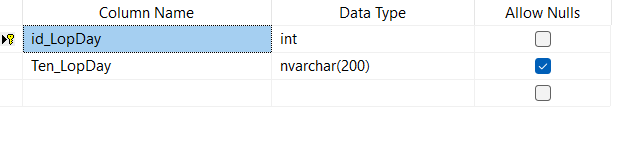 Column Name Data Type Allow Nulls
id_LopDay int
Ten_LopDay nvarchar(200)